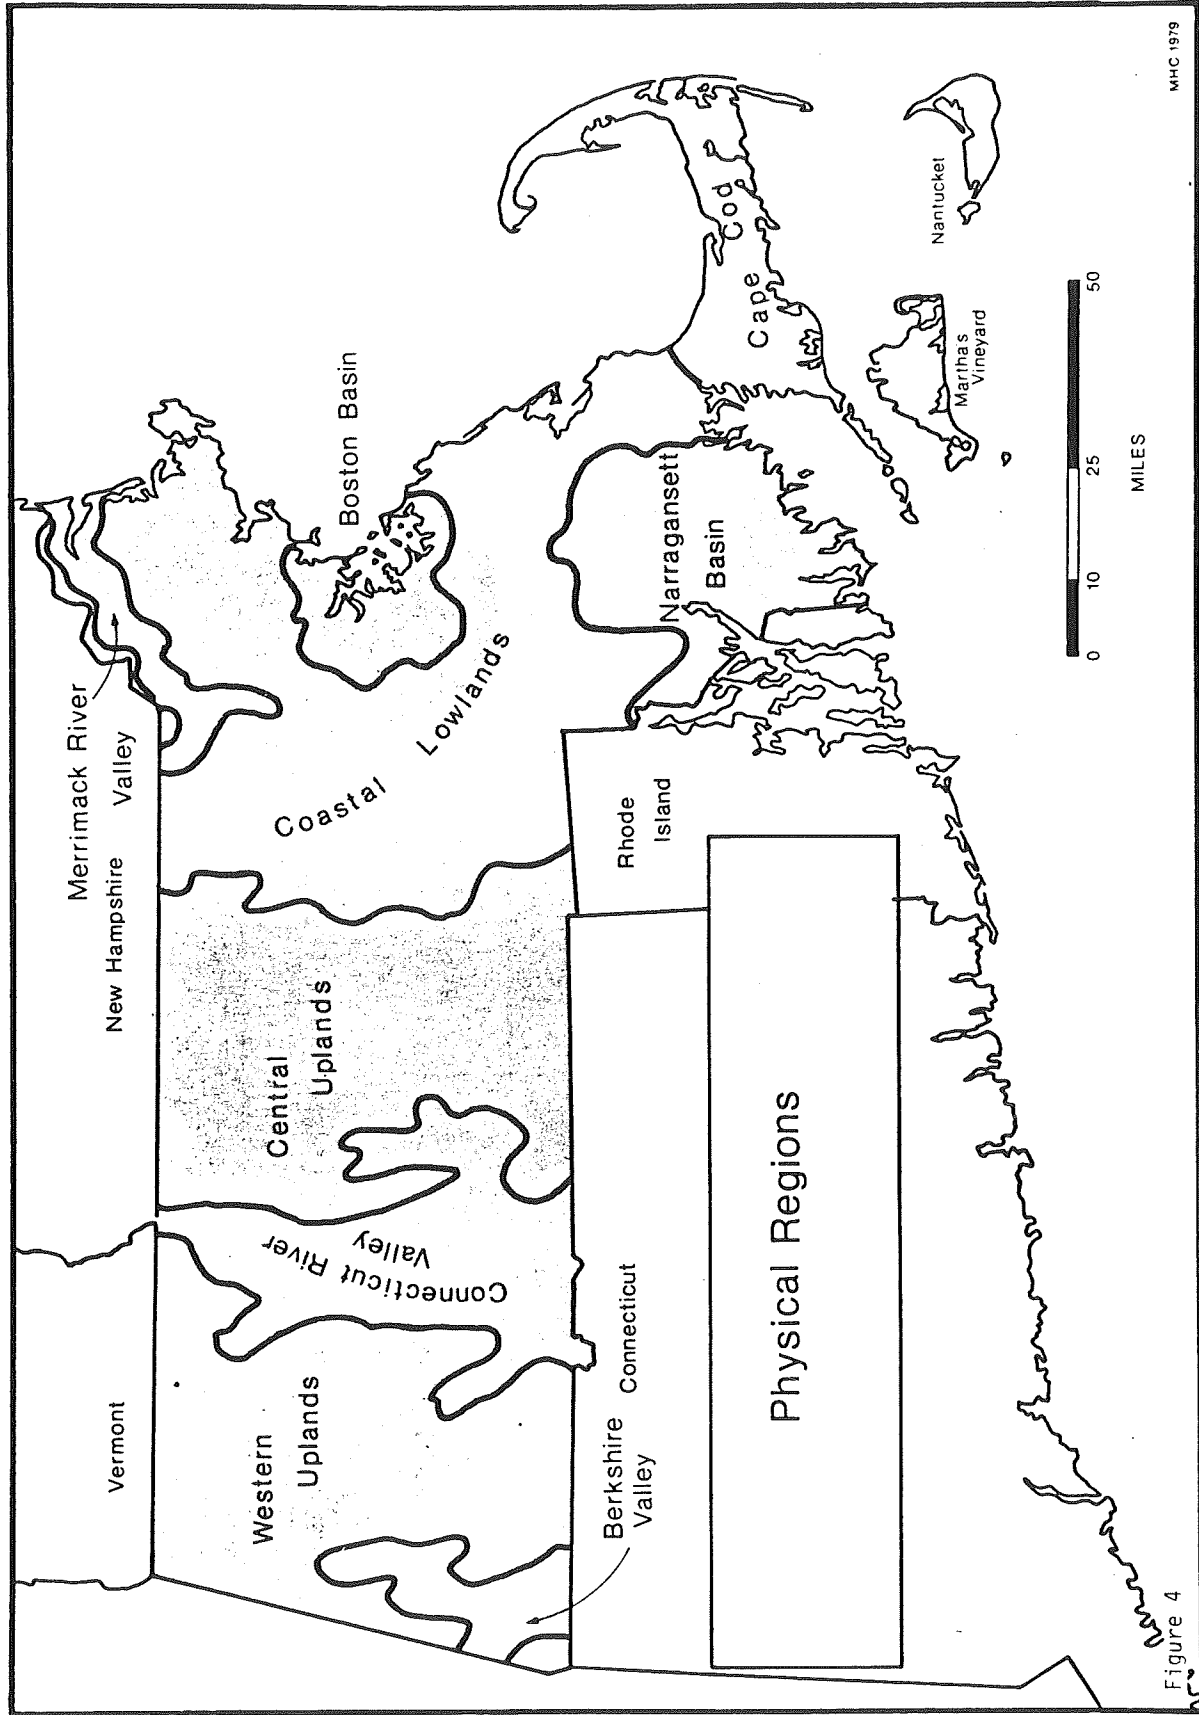 MHC 1979
Merrimack River
Valley
New Hampshire
Vermont
Boston Basin
Coastal
Lowlands
Central
Uplands
Connecticut River
Valley
Western
Uplands
Berkshire
Valley
Connecticut
Rhode
Island
Narragansett
Basin
Cape Cod
Martha's
Vineyard
Nantucket
0 10 25 50
MILES
Physical Regions
Figure 4